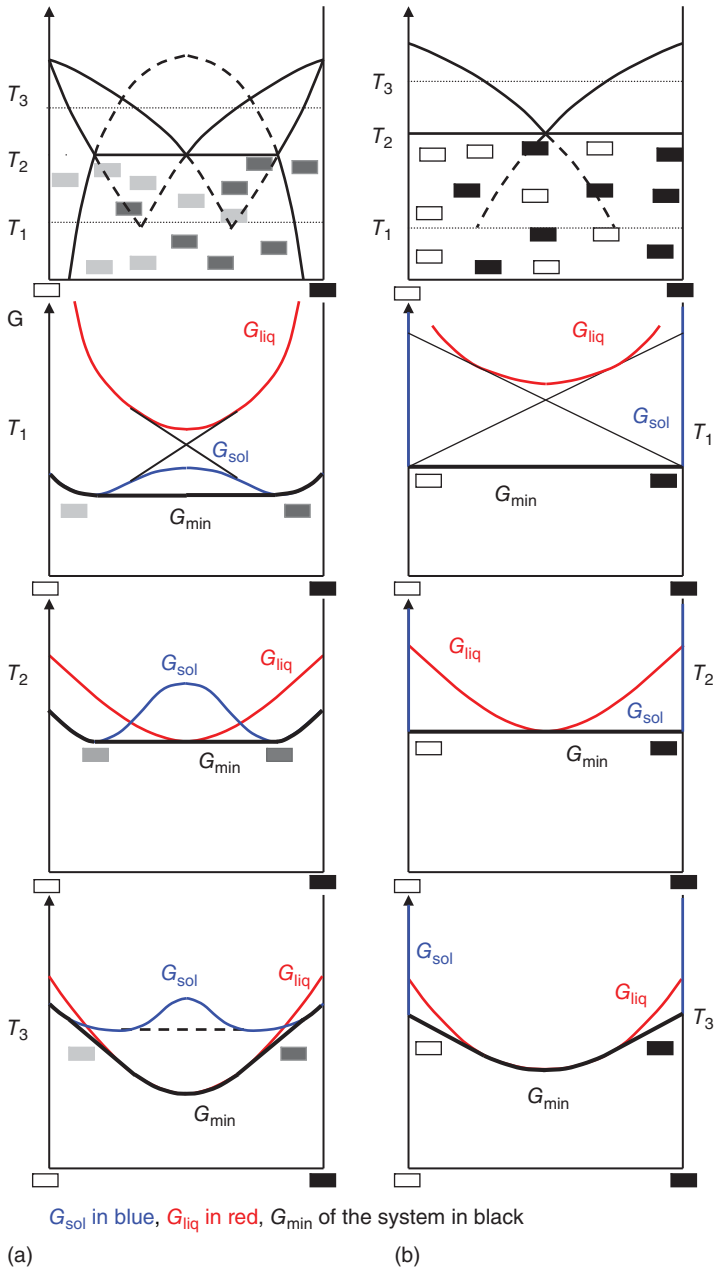 T3
T2
T1
T3
T2
T1
G
Gliq
Gsol
T1
Gmin
Gliq
Gsol
T1
Gmin
T2
Gsol
Gliq
Gmin
Gliq
Gsol
T2
Gmin
T3
Gsol
Gliq
Gmin
Gsol
Gliq
T3
Gmin
Gsol in blue, Gliq in red, Gmin of the system in black
(a) (b)